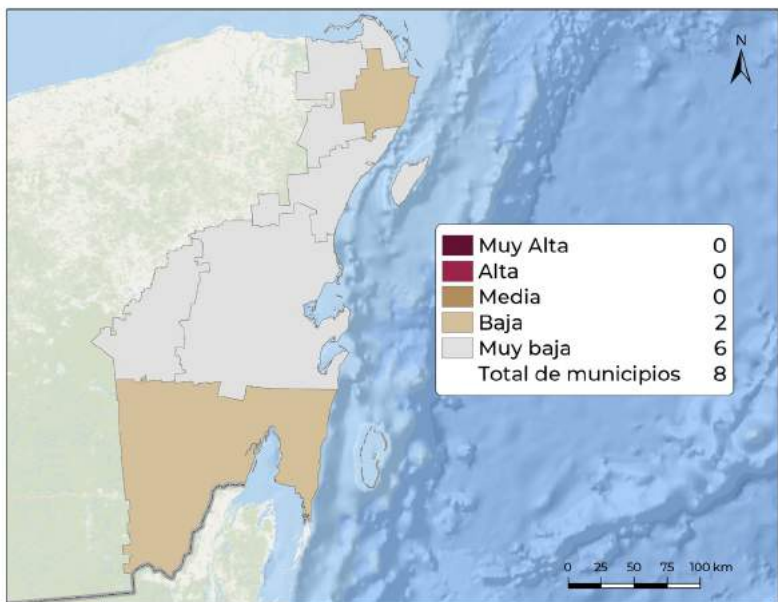 N
Muy Alta 0
Alta 0
Media 0
Baja 2
Muy baja 6
Total de municipios 8
0 25 50 75 100 km